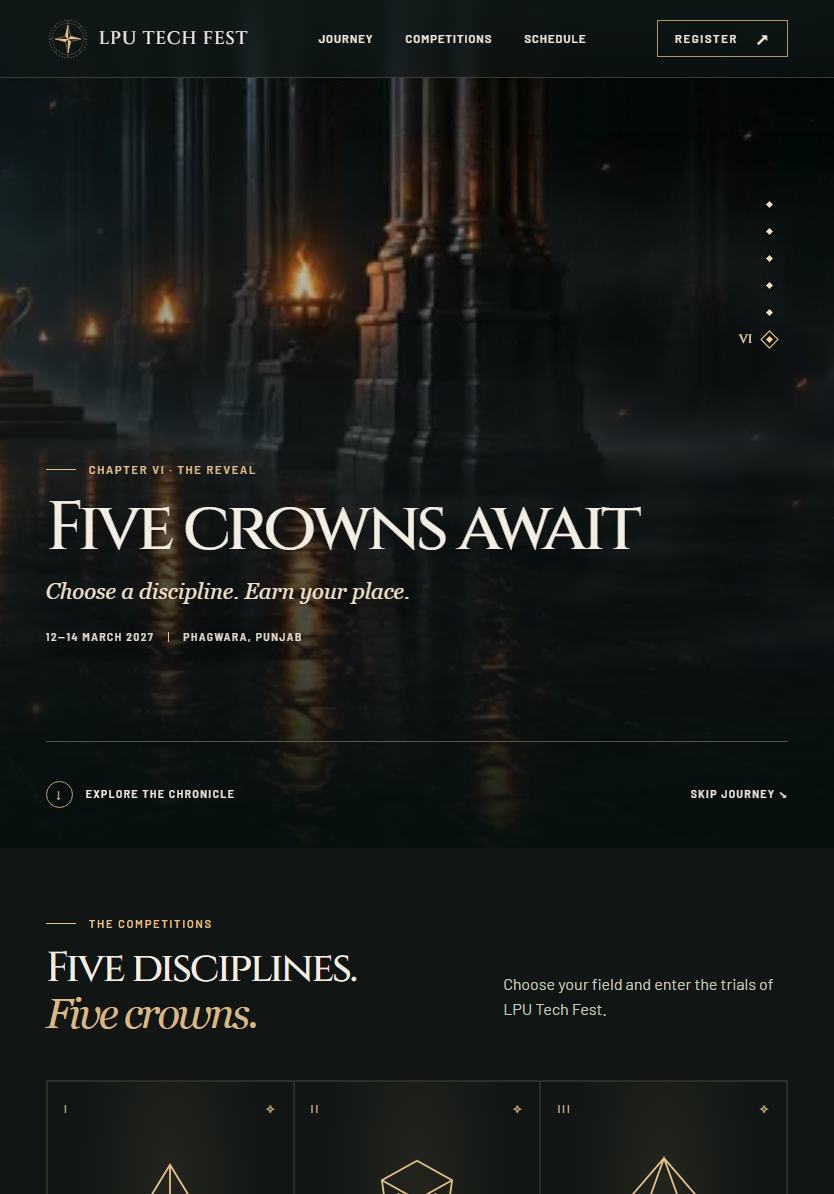 LPU TECH FEST
JOURNEY
COMPETITIONS
SCHEDULE
REGISTER ↗
VI
CHAPTER VI · THE REVEAL
FIVE CROWNS AWAIT
Choose a discipline. Earn your place.
12–14 MARCH 2027 | PHAGWARA, PUNJAB
↓ EXPLORE THE CHRONICLE
SKIP JOURNEY ↘
THE COMPETITIONS
FIVE DISCIPLINES.
Five crowns.
Choose your field and enter the trials of
LPU Tech Fest.
I
II
III